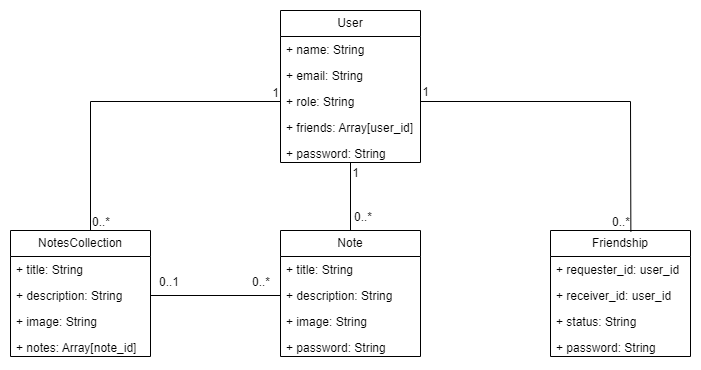 User
+ name: String
+ email: String
+ role: String
+ friends: Array[user_id]
+ password: String
1
1
1
0..*
0..*
0..*
NotesCollection
+ title: String
+ description: String
+ image: String
+ notes: Array[note_id]
0..1
0..*
Note
+ title: String
+ description: String
+ image: String
+ password: String
Friendship
+ requester_id: user_id
+ receiver_id: user_id
+ status: String
+ password: String